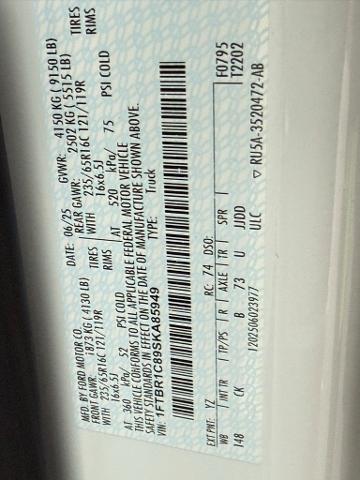 MFD. BY FORD MOTOR CO.
DATE: 06/25 GVWR: 4150 KG ( 9150 LB)
FRONT GAWR: 1873 KG ( 4130 LB) REAR GAWR: 2502 KG ( 5515 LB)
WITH 235/65R16C 121/119R TIRES WITH 235/65R16C 121/119R TIRES
16x6.5J RIMS 16x6.5J RIMS
AT 360 kPa/ 52 PSI COLD AT 520 kPa/ 75 PSI COLD
THIS VEHICLE CONFORMS TO ALL APPLICABLE FEDERAL MOTOR VEHICLE
SAFETY STANDARDS IN EFFECT ON THE DATE OF MANUFACTURE SHOWN ABOVE.
VIN: 1FTBR1C89SKA85949
TYPE: Truck
F0795
T2202
EXT PNT: YZ RC: 74 DSO:
WB INT TR TP/PS R AXLE TR SPR
148 CK B 73 U JJDD
ULC
1202506023977 ▽ RU5A-3520472-AB